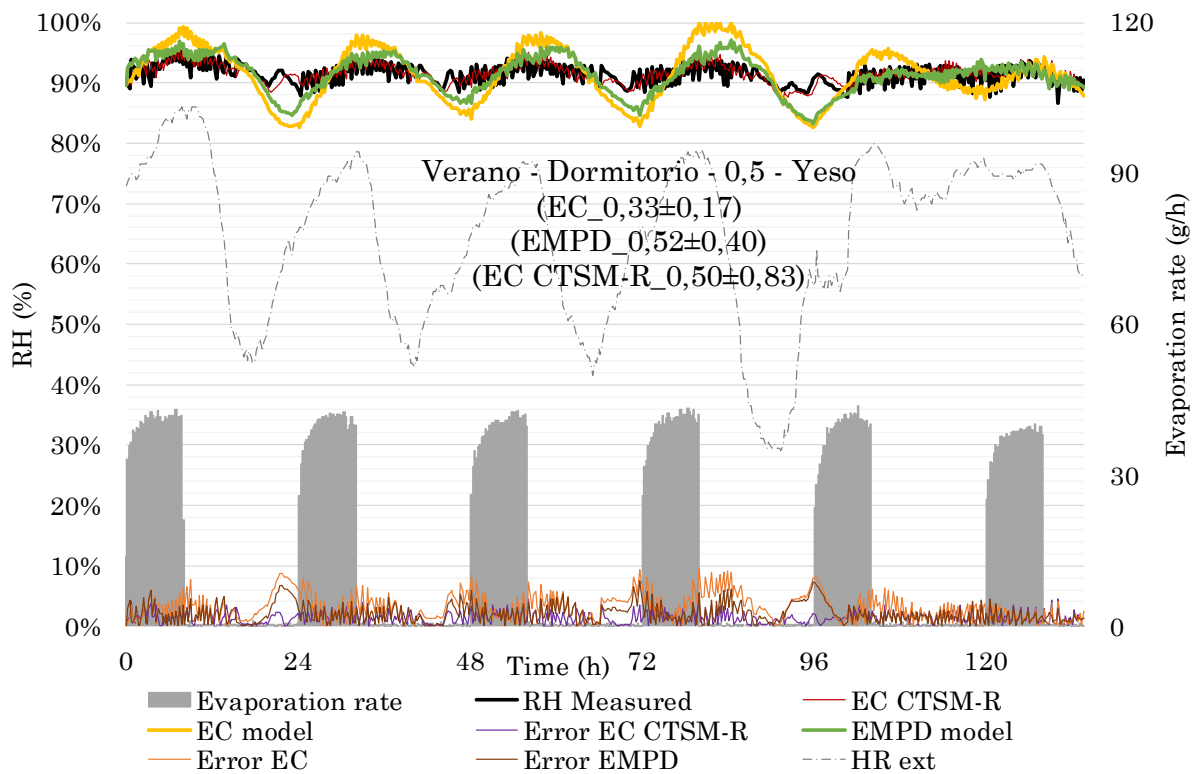 100%
90%
80%
70%
60%
50%
40%
30%
20%
10%
0%
RH (%)
120
90
60
30
0
Evaporation rate (g/h)
Verano - Dormitorio - 0,5 - Yeso
(EC_0,33±0,17)
(EMPD_0,52±0,40)
(EC CTSM-R_0,50±0,83)
0 24 48 72 96 120
Time (h)
Evaporation rate RH Measured EC CTSM-R
EC model Error EC CTSM-R EMPD model
Error EC Error EMPD HR ext